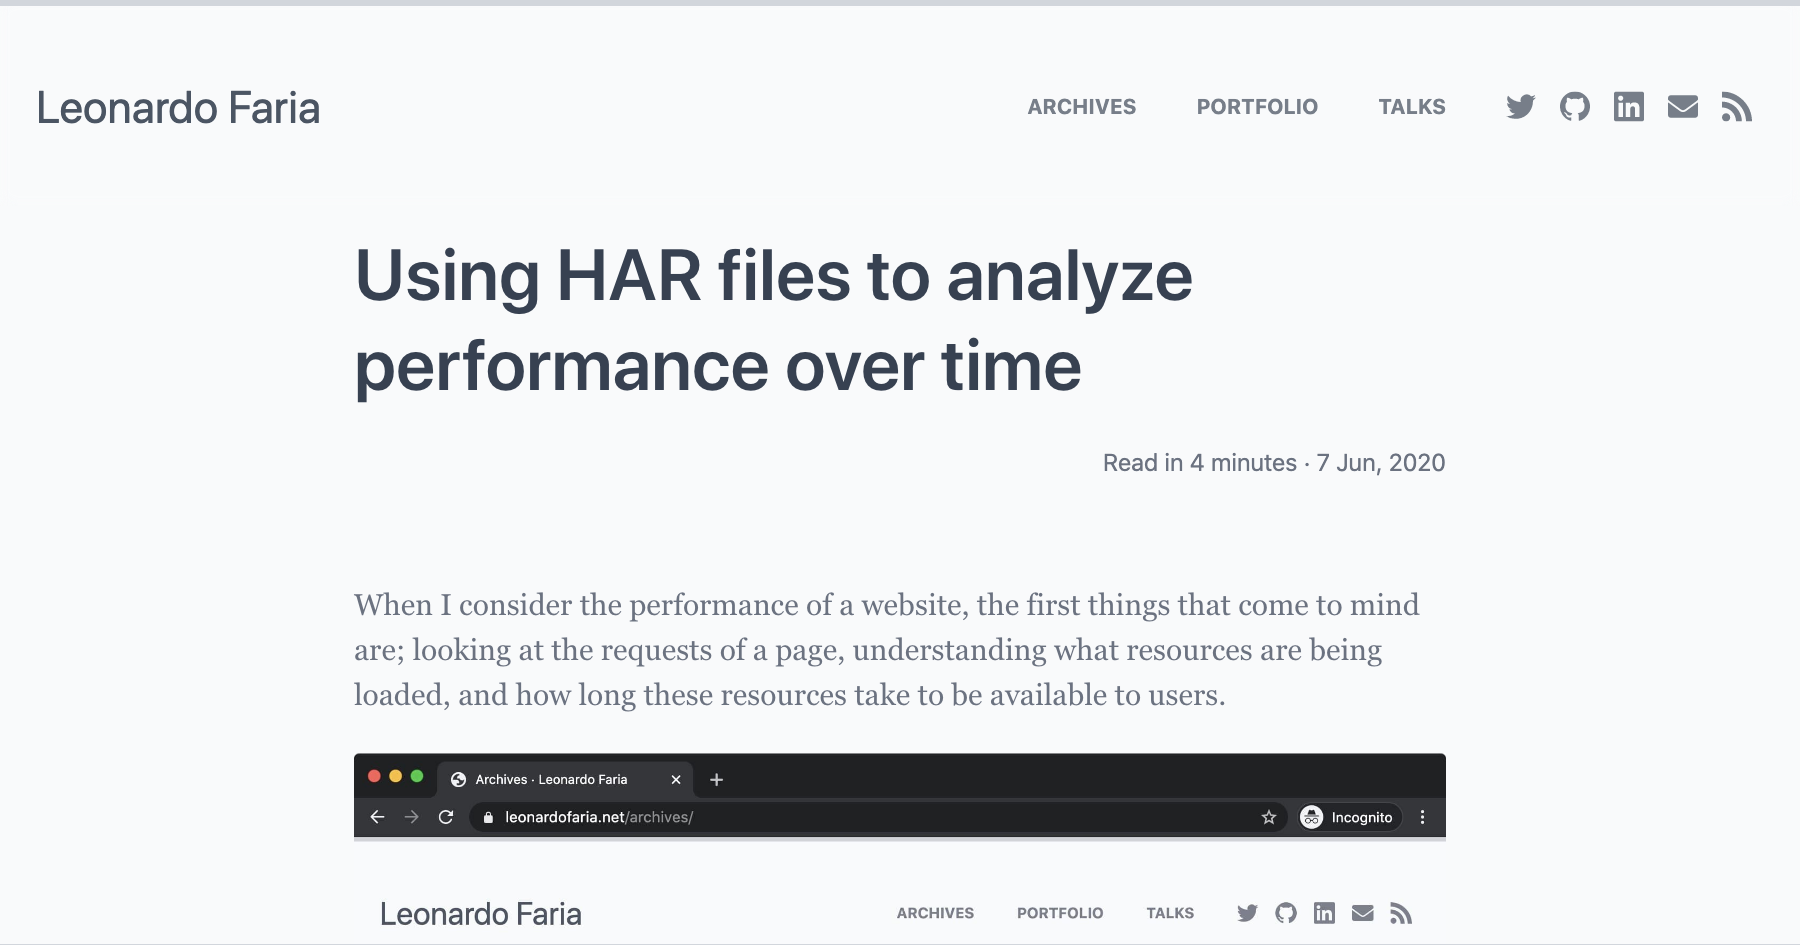 Leonardo Faria
ARCHIVES PORTFOLIO TALKS
Using HAR files to analyze
performance over time
Read in 4 minutes · 7 Jun, 2020
When I consider the performance of a website, the first things that come to mind
are; looking at the requests of a page, understanding what resources are being
loaded, and how long these resources take to be available to users.
Archives · Leonardo Faria
leonardofaria.net/archives/
Incognito
Leonardo Faria
ARCHIVES PORTFOLIO TALKS